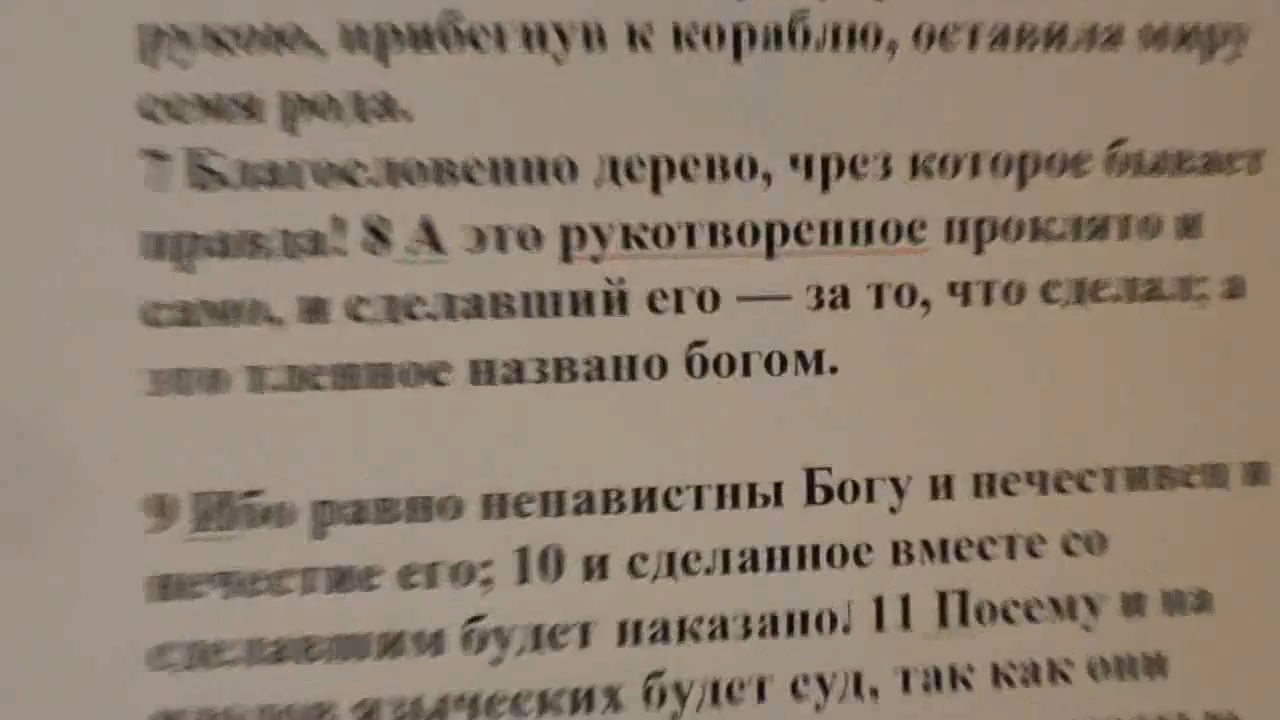 рукою, прибегнув к кораблю, оставила миру
семя рода.
7 Благословенно дерево, чрез которое бывает
правда! 8 А это рукотворенное проклято и
само, и сделавший его — за то, что сделал; а
это тленное названо богом.
9 Ибо равно ненавистны Богу и нечестивец и
нечестие его; 10 и сделанное вместе со
сделавшим будет наказано! 11 Посему и на
языческих будет суд, так как они